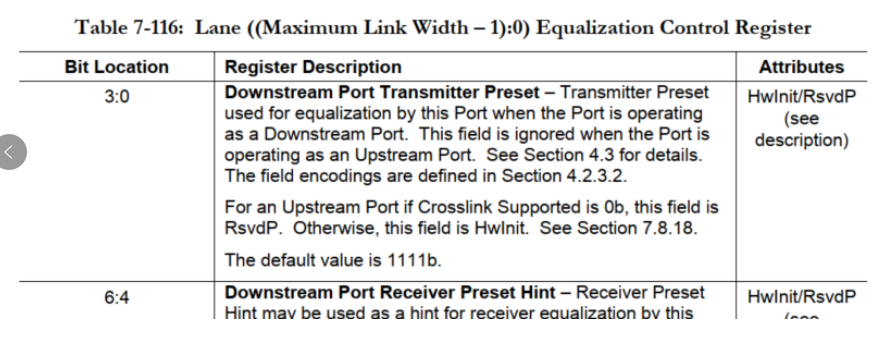 Table 7-116: Lane ((Maximum Link Width – 1):0) Equalization Control Register
Bit Location Register Description Attributes
3:0 Downstream Port Transmitter Preset – Transmitter Preset HwInit/RsvdP
used for equalization by this Port when the Port is operating (see
as a Downstream Port. This field is ignored when the Port is description)
operating as an Upstream Port. See Section 4.3 for details.
The field encodings are defined in Section 4.2.3.2.
For an Upstream Port if Crosslink Supported is 0b, this field is
RsvdP. Otherwise, this field is HwInit. See Section 7.8.18.
The default value is 1111b.
6:4 Downstream Port Receiver Preset Hint – Receiver Preset HwInit/RsvdP
Hint may be used as a hint for receiver equalization by this